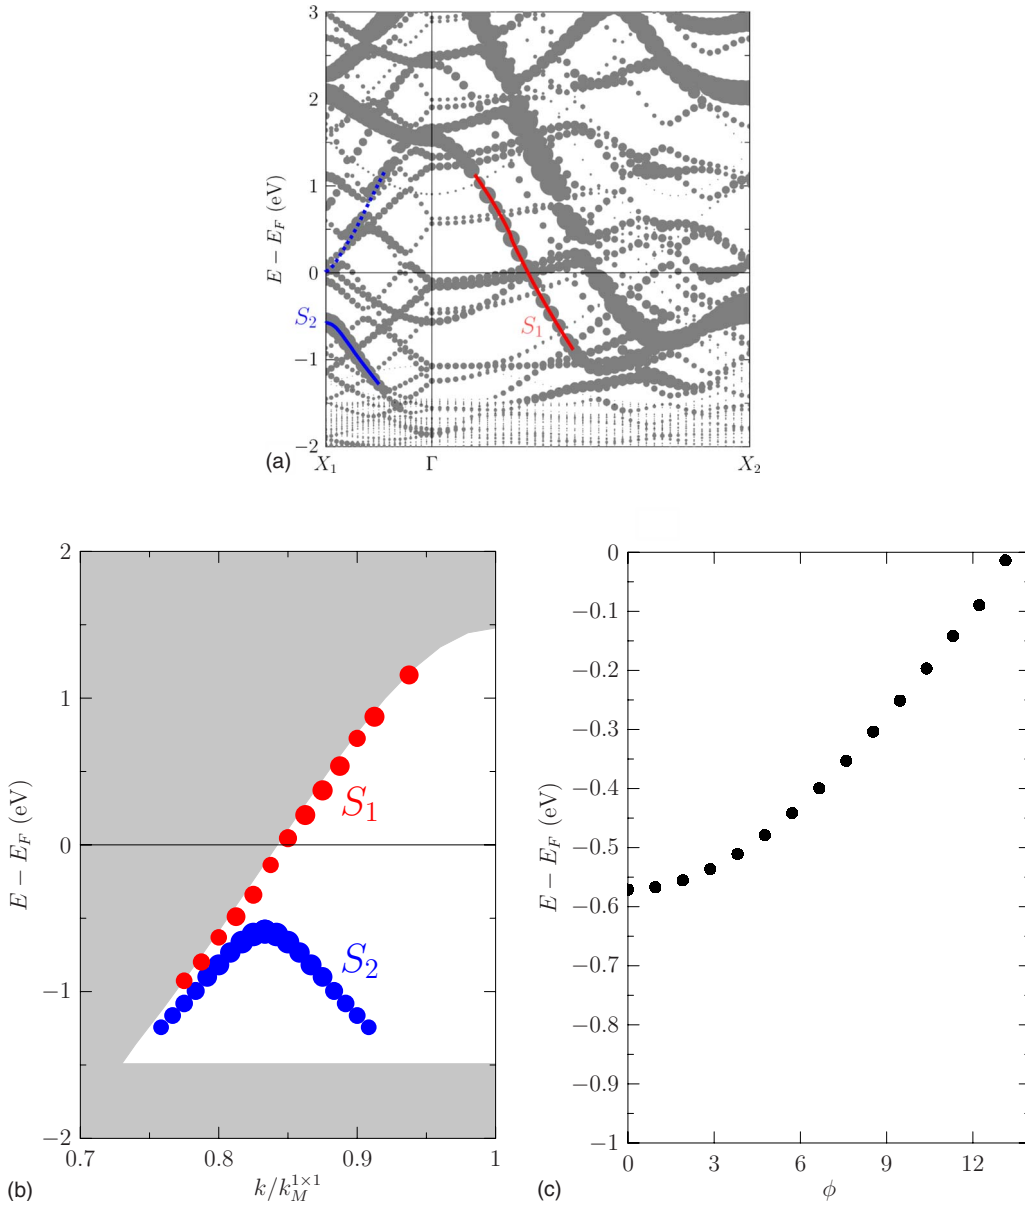 3
2
1
0
−1
−2
E − E_F (eV)
S_2
S_1
X_1
Γ
X_2
(a)
2
1
0
−1
−2
E − E_F (eV)
S_1
S_2
0.7
0.8
0.9
1
k/k_M^{1×1}
(b)
0
−0.1
−0.2
−0.3
−0.4
−0.5
−0.6
−0.7
−0.8
−0.9
−1
E − E_F (eV)
0
3
6
9
12
ϕ
(c)